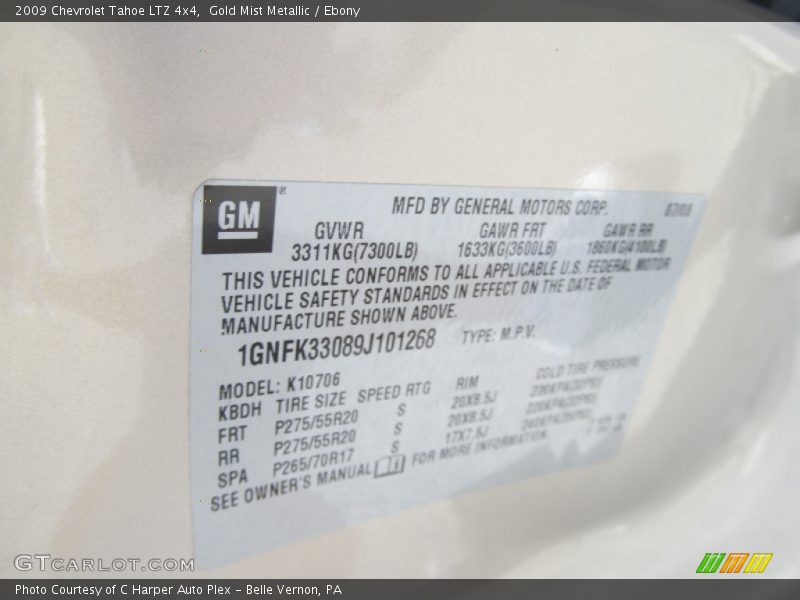 2009 Chevrolet Tahoe LTZ 4x4, Gold Mist Metallic / Ebony
GM®
MFD BY GENERAL MOTORS CORP. 07/08
GVWR GAWR FRT GAWR RR
3311KG(7300LB) 1633KG(3600LB) 1860KG(4100LB)
THIS VEHICLE CONFORMS TO ALL APPLICABLE U.S. FEDERAL MOTOR
VEHICLE SAFETY STANDARDS IN EFFECT ON THE DATE OF
MANUFACTURE SHOWN ABOVE.
1GNFK33089J101268 TYPE: M.P.V.
MODEL: K10706
KBDH TIRE SIZE SPEED RTG RIM COLD TIRE PRESSURE
FRT P275/55R20 S 20X8.5J
RR P275/55R20 S 20X8.5J
SPA P265/70R17 S 17X7.5J
SEE OWNER'S MANUAL FOR MORE INFORMATION
GTCARLOT.COM
Photo Courtesy of C Harper Auto Plex - Belle Vernon, PA